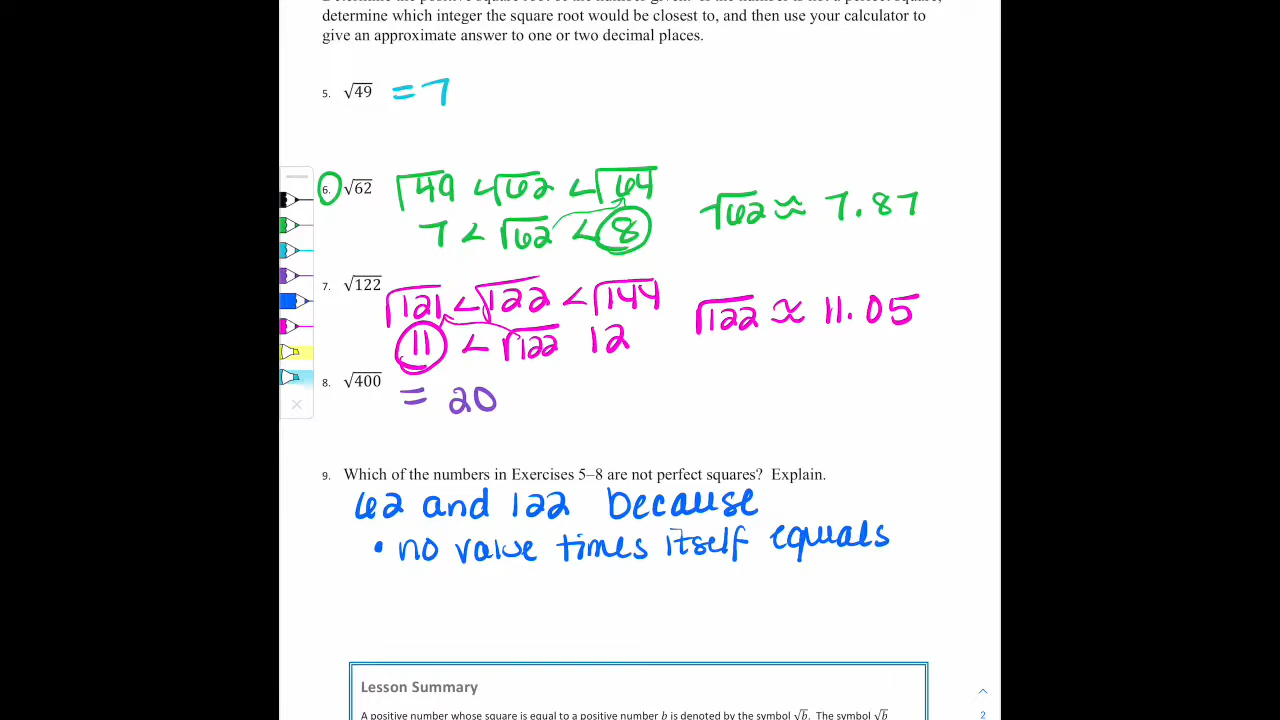 determine which integer the square root would be closest to, and then use your calculator to
give an approximate answer to one or two decimal places.
5. √49 = 7
6. √62 √49 < √62 < √64
7 < √62 < 8
√62 ≈ 7.87
7. √122 √121 < √122 < √144
11 < √122 12
√122 ≈ 11.05
8. √400 = 20
9. Which of the numbers in Exercises 5–8 are not perfect squares? Explain.
62 and 122 because
• no value times itself equals
Lesson Summary
A positive number whose square is equal to a positive number b is denoted by the symbol √b. The symbol √b
2